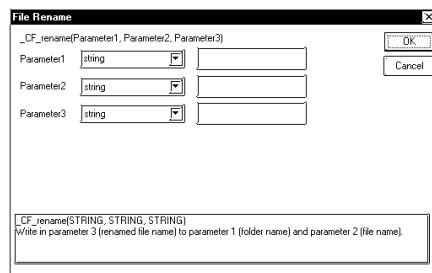 File Rename
_CF_rename(Parameter1, Parameter2, Parameter3)
OK
Parameter1 string
Cancel
Parameter2 string
Parameter3 string
_CF_rename(STRING, STRING, STRING)
Write in parameter 3 (renamed file name) to parameter 1 (folder name) and parameter 2 (file name).